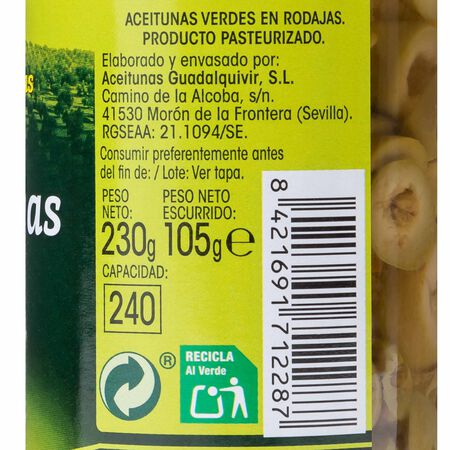 ACEITUNAS VERDES EN RODAJAS.
PRODUCTO PASTEURIZADO.
Elaborado y envasado por:
Aceitunas Guadalquivir, S.L.
Camino de la Alcoba, s/n.
41530 Morón de la Frontera (Sevilla).
RGSEAA: 21.1094/SE.
Consumir preferentemente antes
del fin de: / Lote: Ver tapa.
PESO NETO: 230g
PESO NETO ESCURRIDO: 105g e
CAPACIDAD:
240
®
RECICLA
Al Verde
8 421691 712287
as